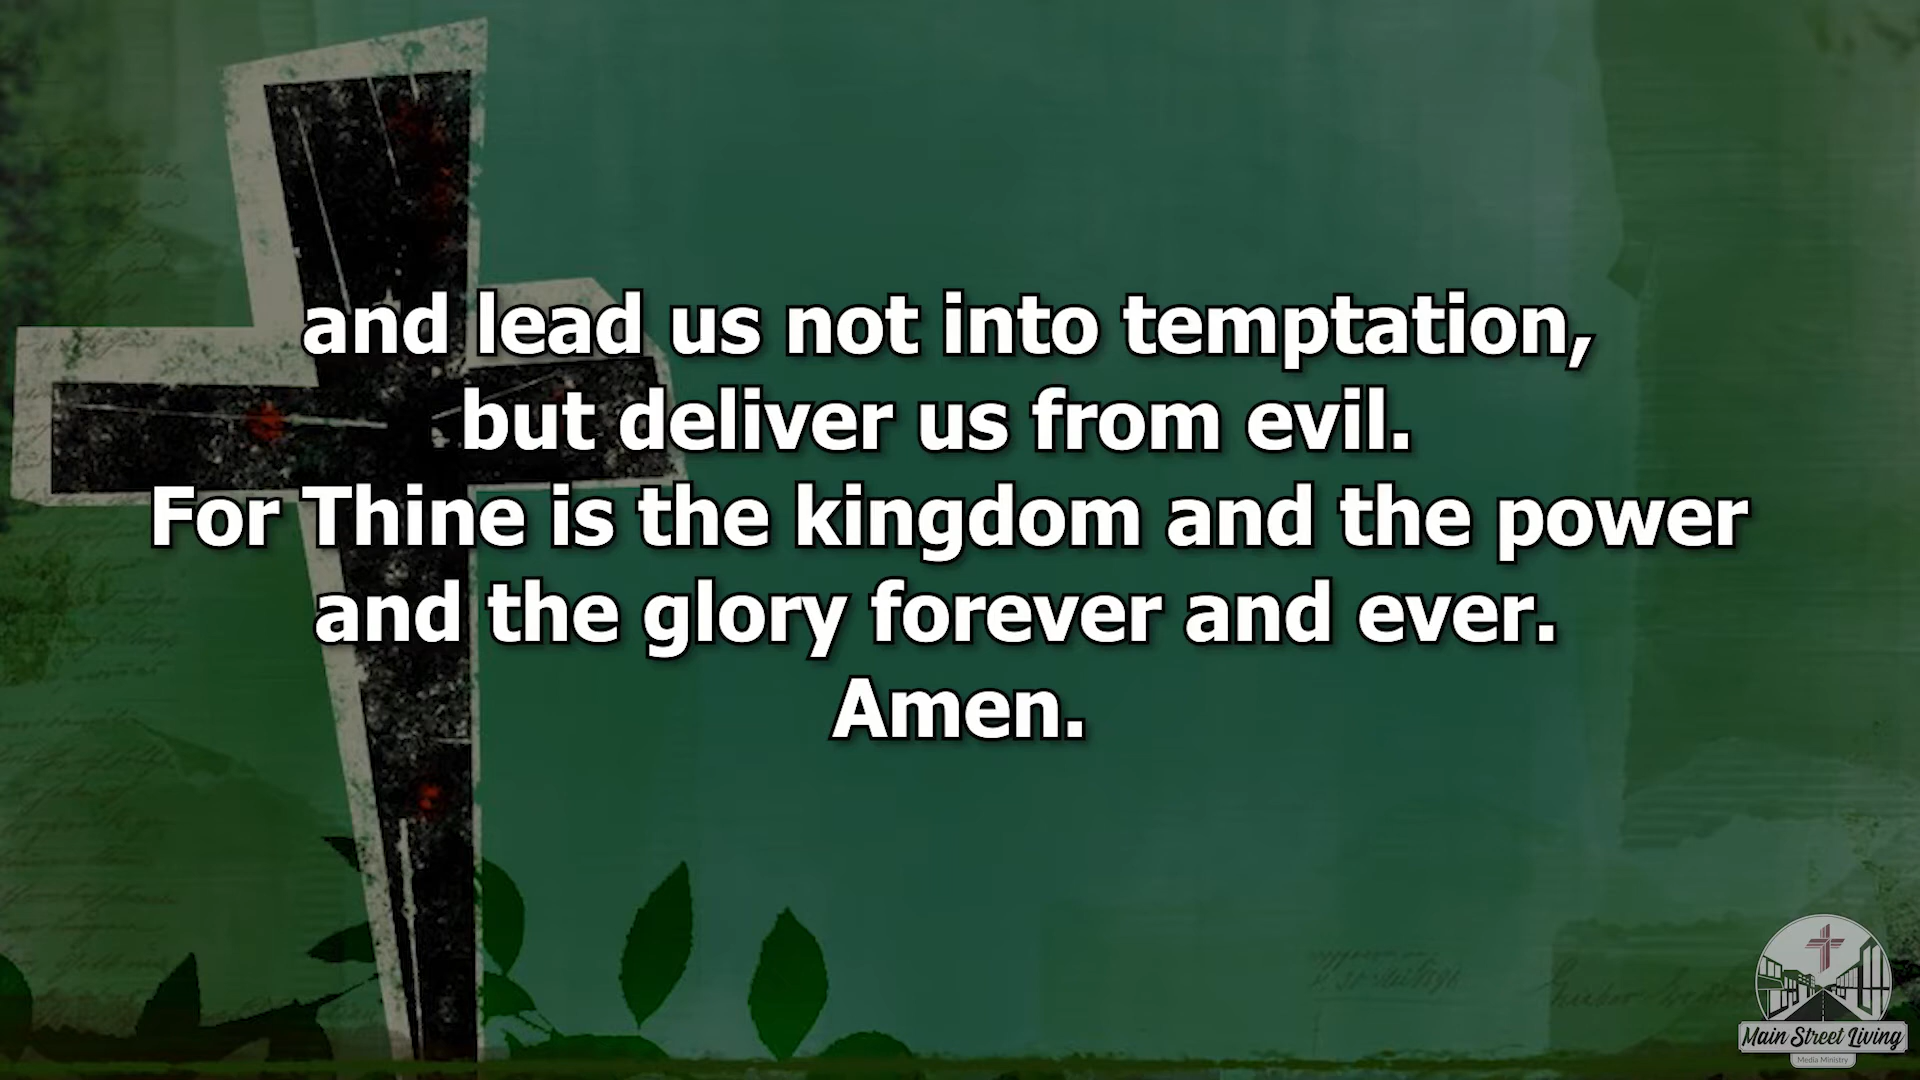 and lead us not into temptation,
but deliver us from evil.
For Thine is the kingdom and the power
and the glory forever and ever.
Amen.
Main Street Living
Media Ministry